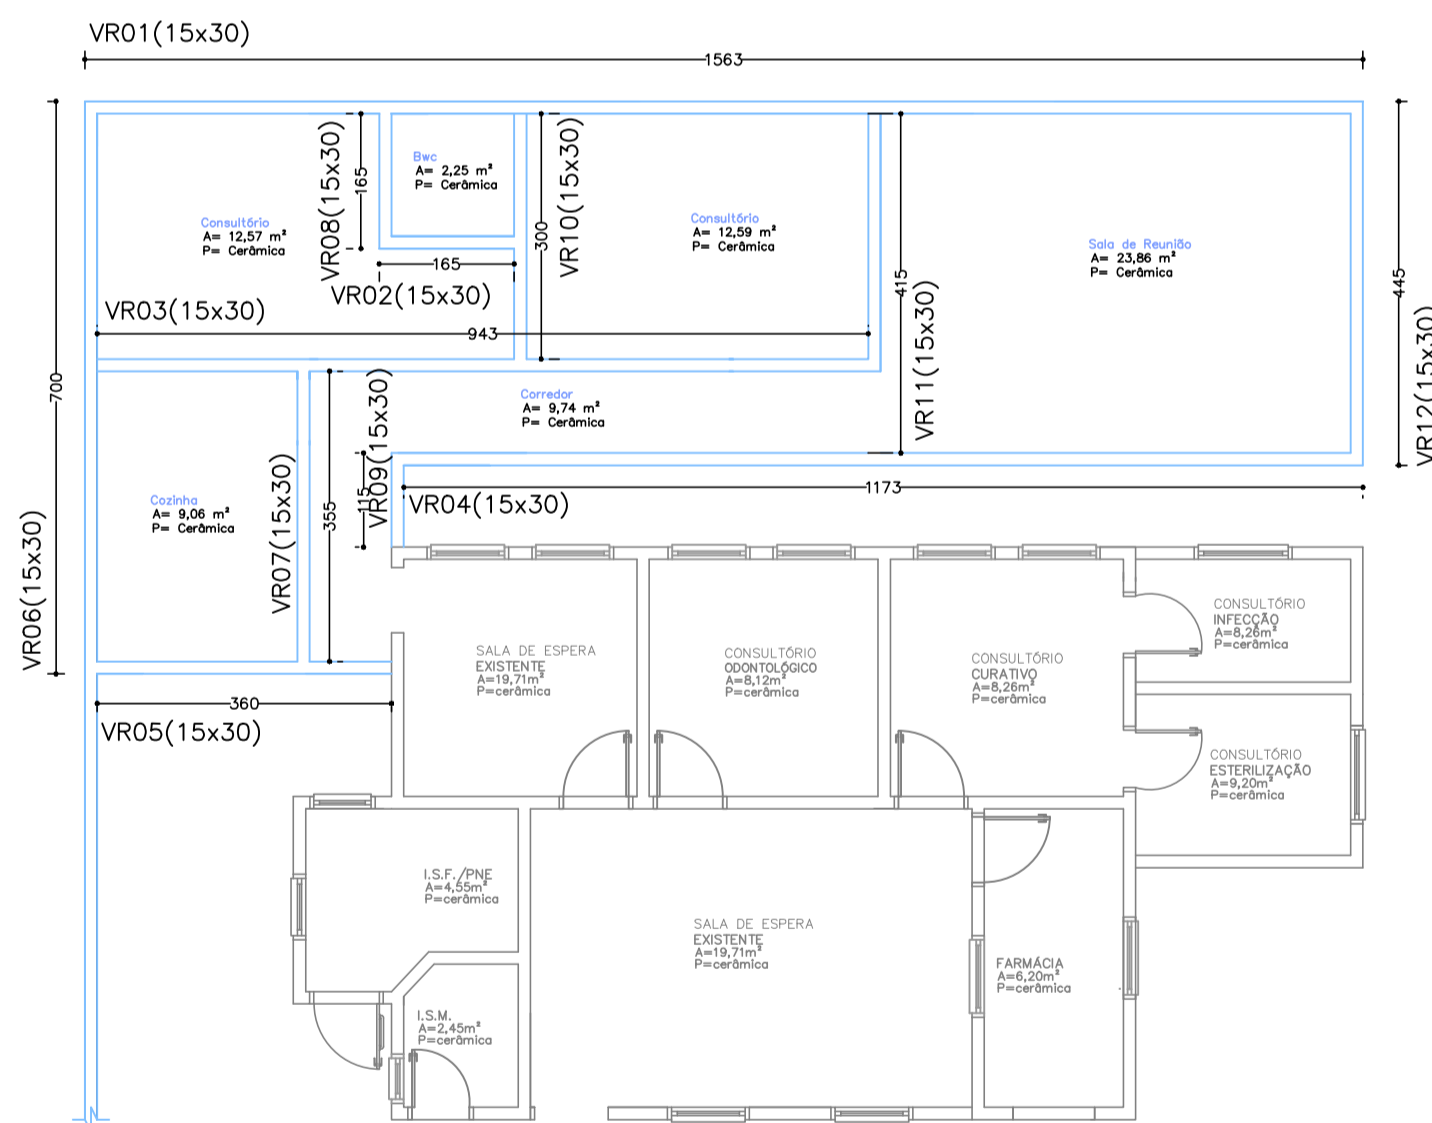 VR01(15x30)
1563
Bwc
A= 2,25 m²
P= Cerâmica
VR08(15x30)
165
VR10(15x30)
300
Consultório
A= 12,57 m²
P= Cerâmica
Consultório
A= 12,59 m²
P= Cerâmica
Sala de Reunião
A= 23,86 m²
P= Cerâmica
165
VR02(15x30)
VR03(15x30)
943
415
VR11(15x30)
445
VR12(15x30)
700
VR06(15x30)
Corredor
A= 9,74 m²
P= Cerâmica
VR09(15x30)
115
355
VR07(15x30)
Cozinha
A= 9,06 m²
P= Cerâmica
1173
VR04(15x30)
360
VR05(15x30)
SALA DE ESPERA
EXISTENTE
A=19,71m²
P=cerâmica
CONSULTÓRIO
ODONTOLÓGICO
A=8,12m²
P=cerâmica
CONSULTÓRIO
CURATIVO
A=8,26m²
P=cerâmica
CONSULTÓRIO
INFECÇÃO
A=8,26m²
P=cerâmica
CONSULTÓRIO
ESTERILIZAÇÃO
A=9,20m²
P=cerâmica
I.S.F./PNE
A=4,55m²
P=cerâmica
SALA DE ESPERA
EXISTENTE
A=19,71m²
P=cerâmica
FARMÁCIA
A=6,20m²
P=cerâmica
I.S.M.
A=2,45m²
P=cerâmica